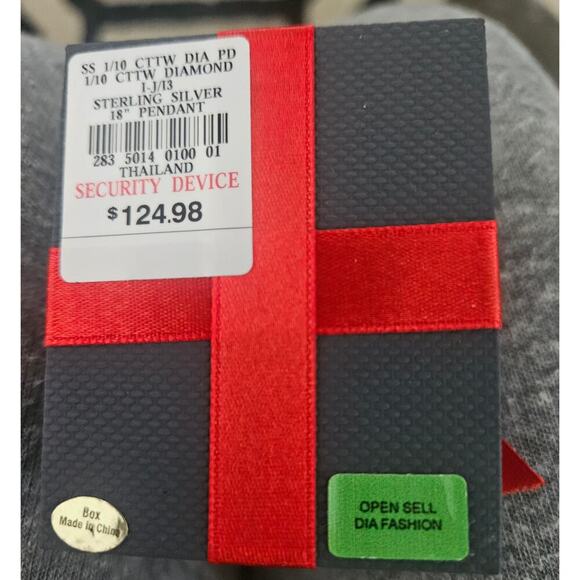 SS 1/10 CTTW DIA PD
1/10 CTTW DIAMOND
I-J/I3
STERLING SILVER
18" PENDANT
283 5014 0100 01
THAILAND
SECURITY DEVICE
$124.98
Box
Made in China
OPEN SELL
DIA FASHION